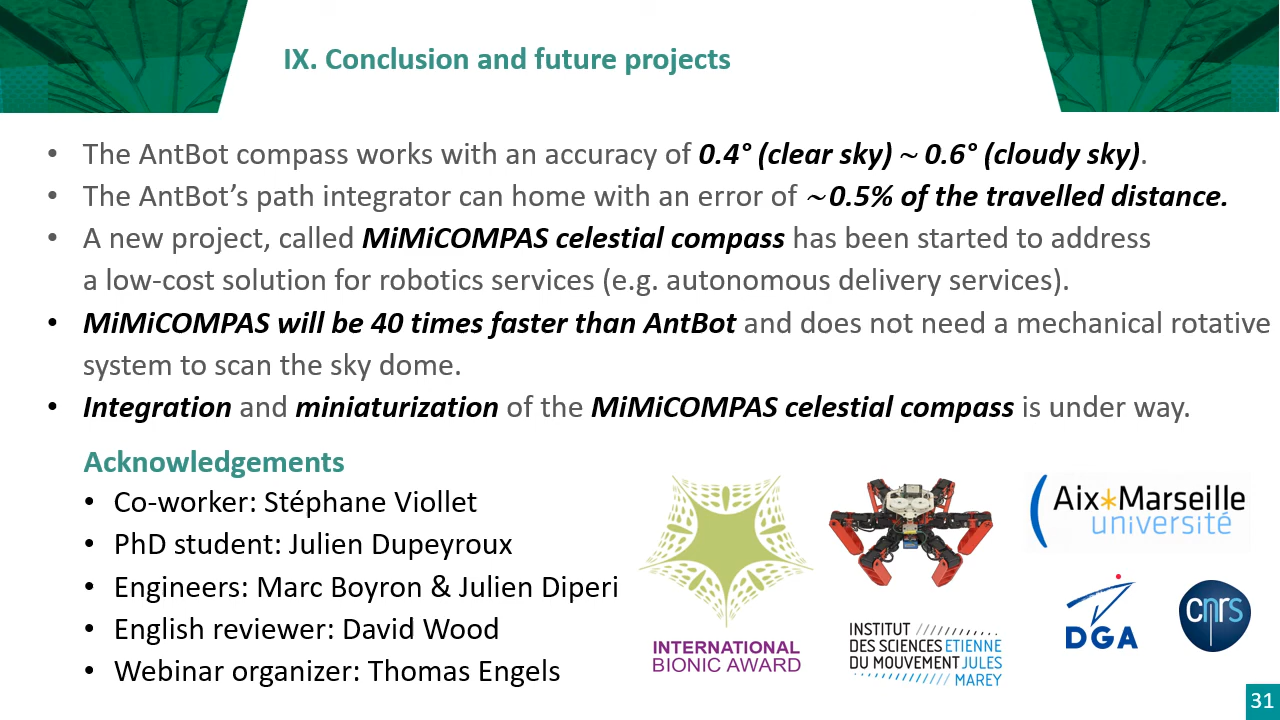 IX. Conclusion and future projects
• The AntBot compass works with an accuracy of 0.4° (clear sky) ~ 0.6° (cloudy sky).
• The AntBot’s path integrator can home with an error of ~0.5% of the travelled distance.
• A new project, called MiMiCOMPAS celestial compass has been started to address
a low-cost solution for robotics services (e.g. autonomous delivery services).
• MiMiCOMPAS will be 40 times faster than AntBot and does not need a mechanical rotative
system to scan the sky dome.
• Integration and miniaturization of the MiMiCOMPAS celestial compass is under way.
Acknowledgements
• Co-worker: Stéphane Viollet
• PhD student: Julien Dupeyroux
• Engineers: Marc Boyron & Julien Diperi
• English reviewer: David Wood
• Webinar organizer: Thomas Engels
INTERNATIONAL
BIONIC AWARD
INSTITUT
DES SCIENCES ETIENNE
DU MOUVEMENT JULES
MAREY
Aix*Marseille
université
DGA
cnrs
31